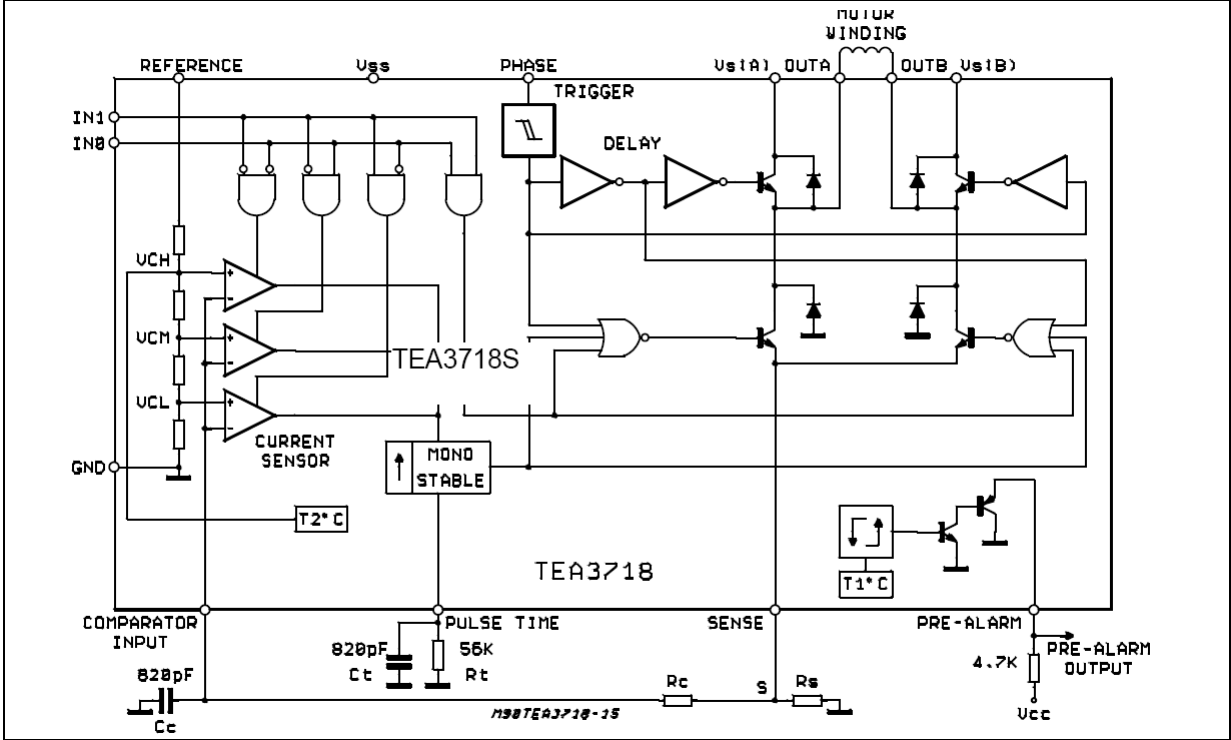 MOTOR
WINDING
REFERENCE
Vss
PHASE
Vs(A)
OUTA
OUTB
Vs(B)
TRIGGER
IN1
IN0
DELAY
VCH
VCM
TEA3718S
VCL
CURRENT
SENSOR
MONO
STABLE
GND
T2°C
TEA3718
T1°C
COMPARATOR
INPUT
PULSE TIME
SENSE
PRE-ALARM
820pF
Ct
56K
Rt
PRE-ALARM
OUTPUT
4.7K
820pF
Cc
Rc
S
Rs
Vcc
M90TEA3718-15